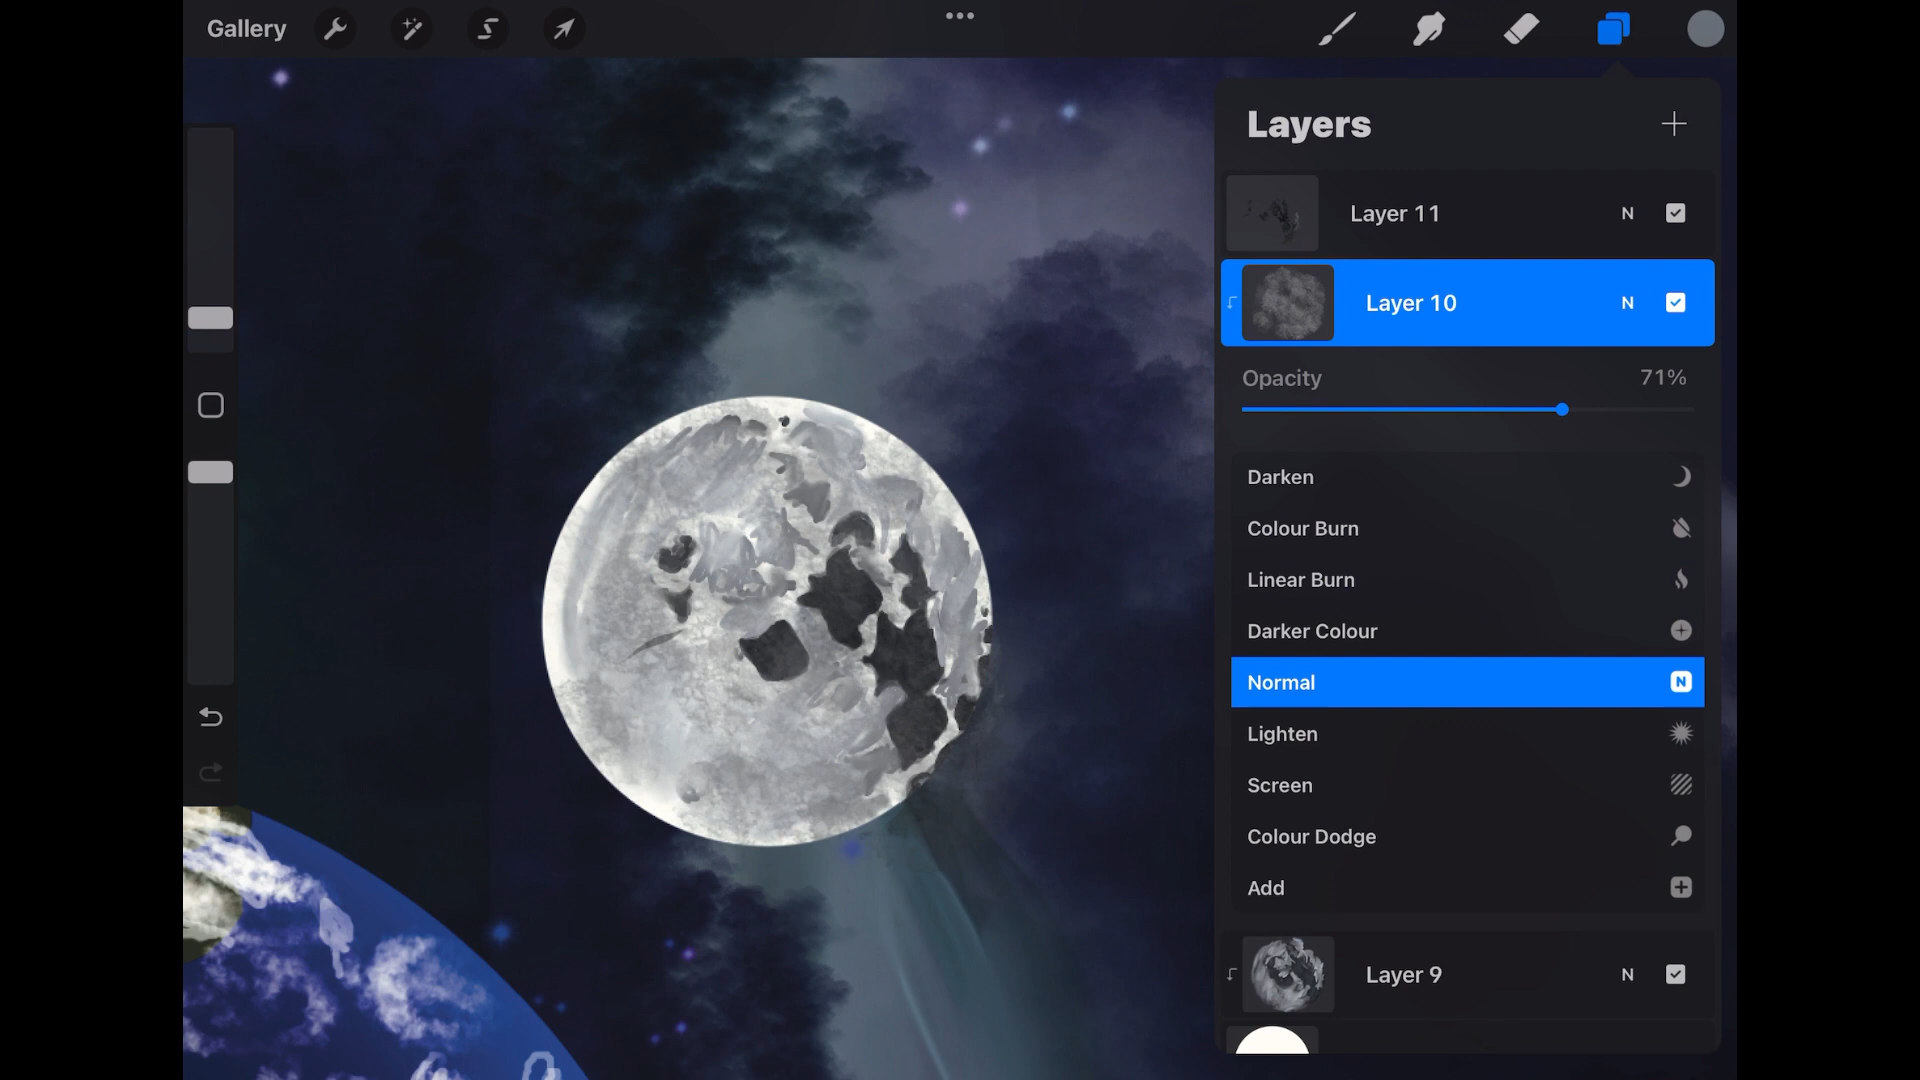 Gallery
Layers
Layer 11 N
Layer 10 N
Opacity 71%
Darken
Colour Burn
Linear Burn
Darker Colour
Normal N
Lighten
Screen
Colour Dodge
Add
Layer 9 N